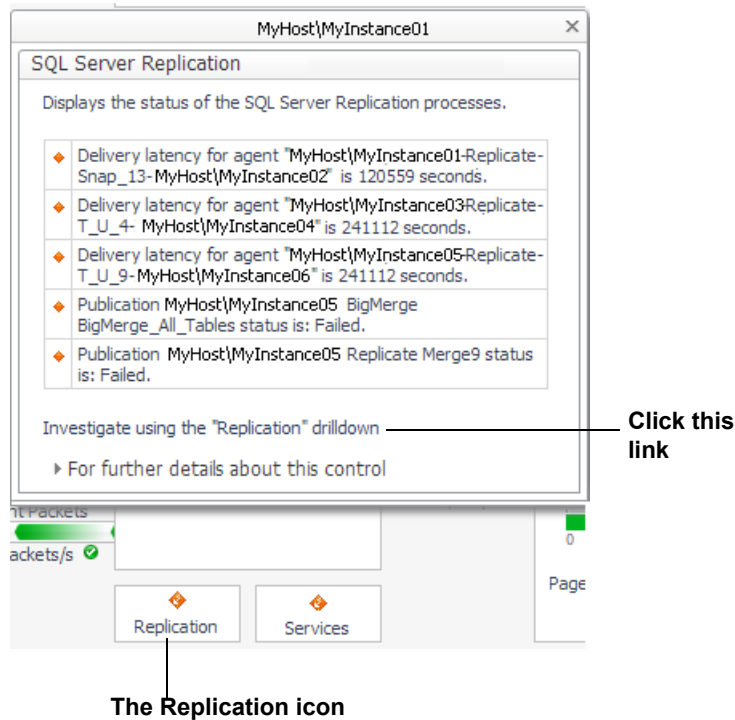 MyHost\MyInstance01
SQL Server Replication
Displays the status of the SQL Server Replication processes.
Delivery latency for agent "MyHost\MyInstance01-Replicate-
Snap_13-MyHost\MyInstance02" is 120559 seconds.
Delivery latency for agent "MyHost\MyInstance03Replicate-
T_U_4- MyHost\MyInstance04" is 241112 seconds.
Delivery latency for agent "MyHost\MyInstance05-Replicate-
T_U_9-MyHost\MyInstance06" is 241112 seconds.
Publication MyHost\MyInstance05 BigMerge
BigMerge_All_Tables status is: Failed.
Publication MyHost\MyInstance05 Replicate Merge9 status
is: Failed.
Investigate using the "Replication" drilldown
Click this
link
For further details about this control
nt Packets
ackets/s
0
Page
Replication
Services
The Replication icon